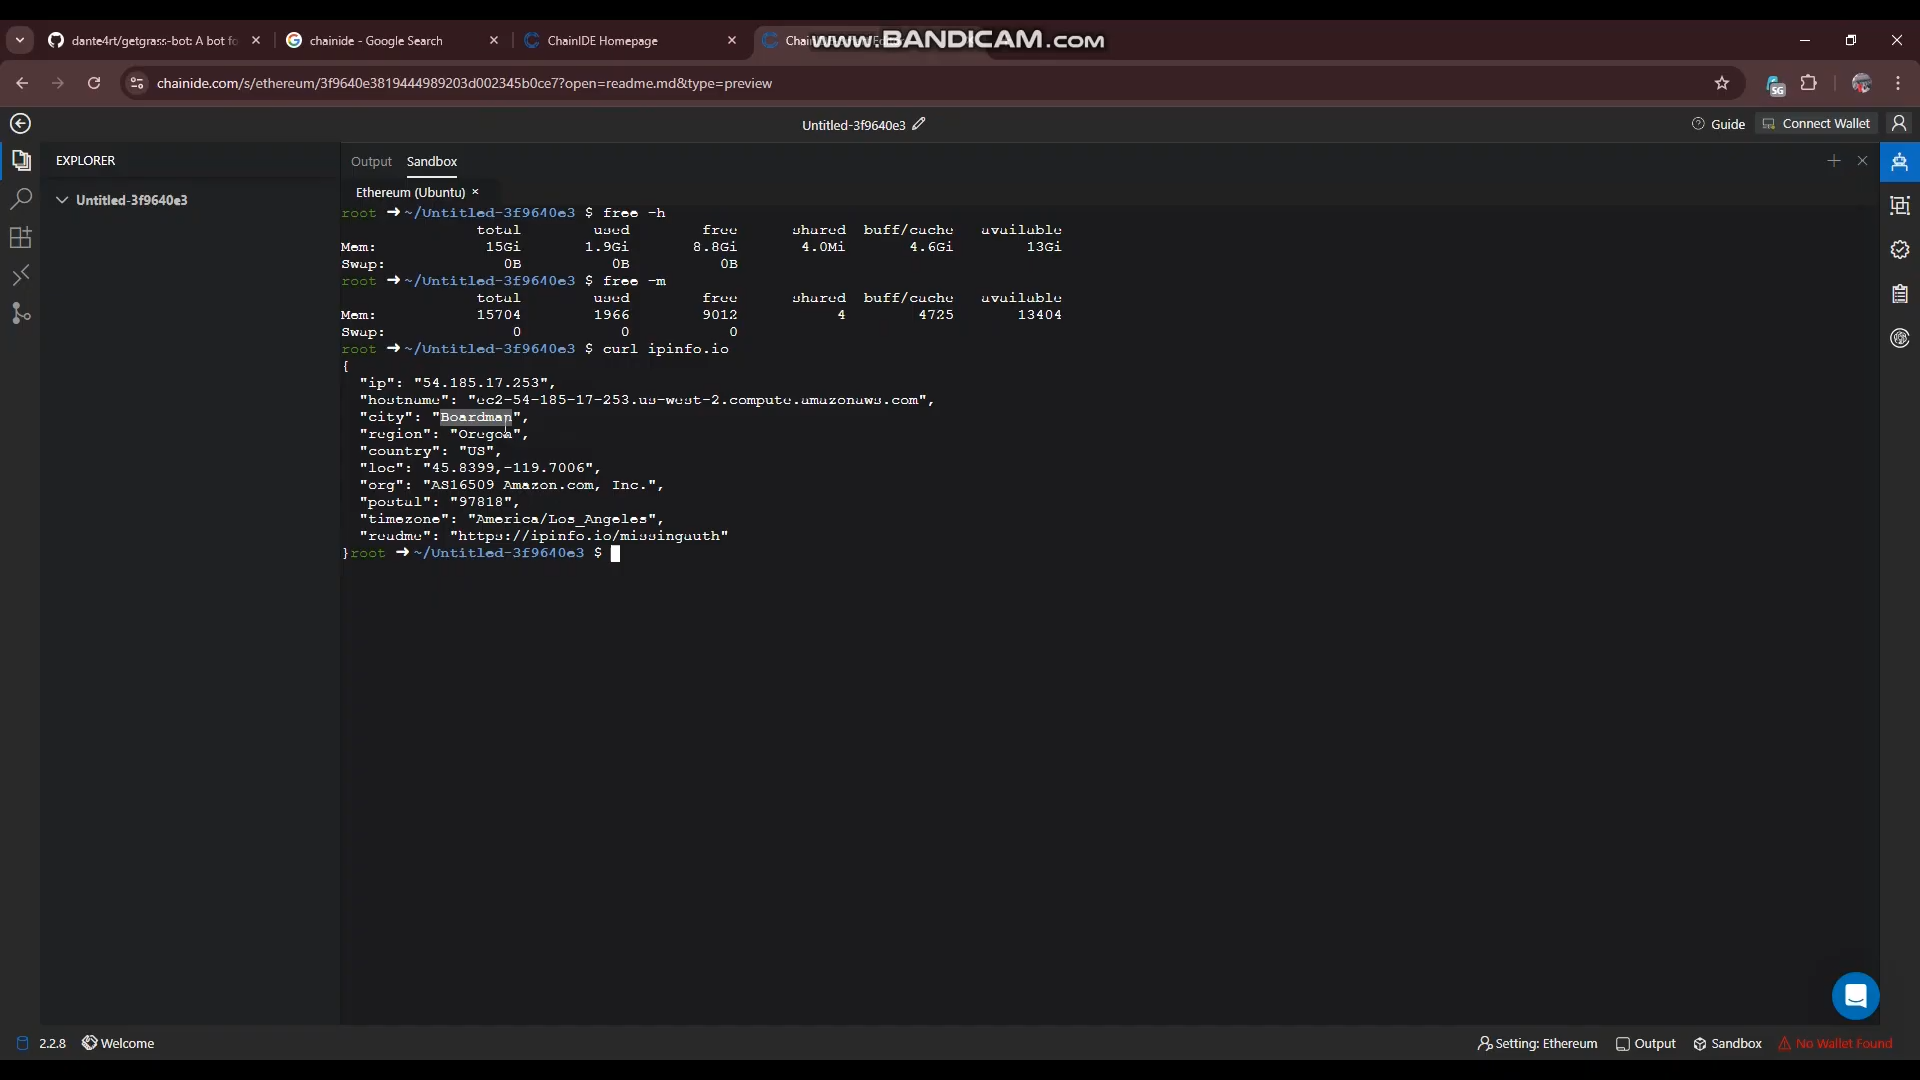 dante4rt/getgrass-bot: A bot fo
chainide - Google Search
ChainIDE Homepage
www.BANDICAM.com
chainide.com/s/ethereum/3f9640e3819444989203d002345b0ce7?open=readme.md&type=preview
SG
Untitled-3f9640e3
Guide
Connect Wallet
EXPLORER
Untitled-3f9640e3
Output Sandbox
Ethereum (Ubuntu) ×
root ➜ ~/Untitled-3f9640e3 $ free -h
total used free shared buff/cache available
Mem: 15Gi 1.9Gi 8.8Gi 4.0Mi 4.6Gi 13Gi
Swap: 0B 0B 0B
root ➜ ~/Untitled-3f9640e3 $ free -m
total used free shared buff/cache available
Mem: 15704 1966 9012 4 4725 13404
Swap: 0 0 0
root ➜ ~/Untitled-3f9640e3 $ curl ipinfo.io
{
"ip": "54.185.17.253",
"hostname": "ec2-54-185-17-253.us-west-2.compute.amazonaws.com",
"city": "Boardman",
"region": "Oregon",
"country": "US",
"loc": "45.8399,-119.7006",
"org": "AS16509 Amazon.com, Inc.",
"postal": "97818",
"timezone": "America/Los_Angeles",
"readme": "https://ipinfo.io/missingauth"
}root ➜ ~/Untitled-3f9640e3 $
2.2.8
Welcome
Setting: Ethereum
Output
Sandbox
No Wallet Found